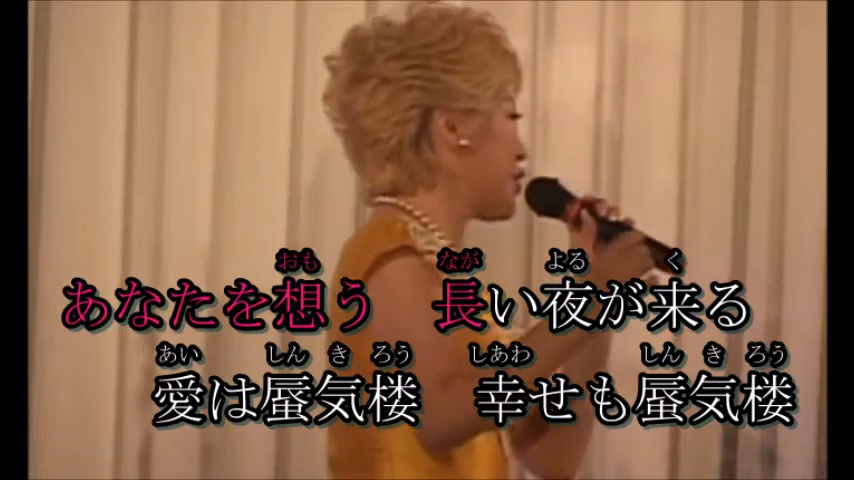 おも なが よる く
あなたを想う 長い夜が来る
あい しん き ろう しあわ しん き ろう
愛は蜃気楼 幸せも蜃気楼